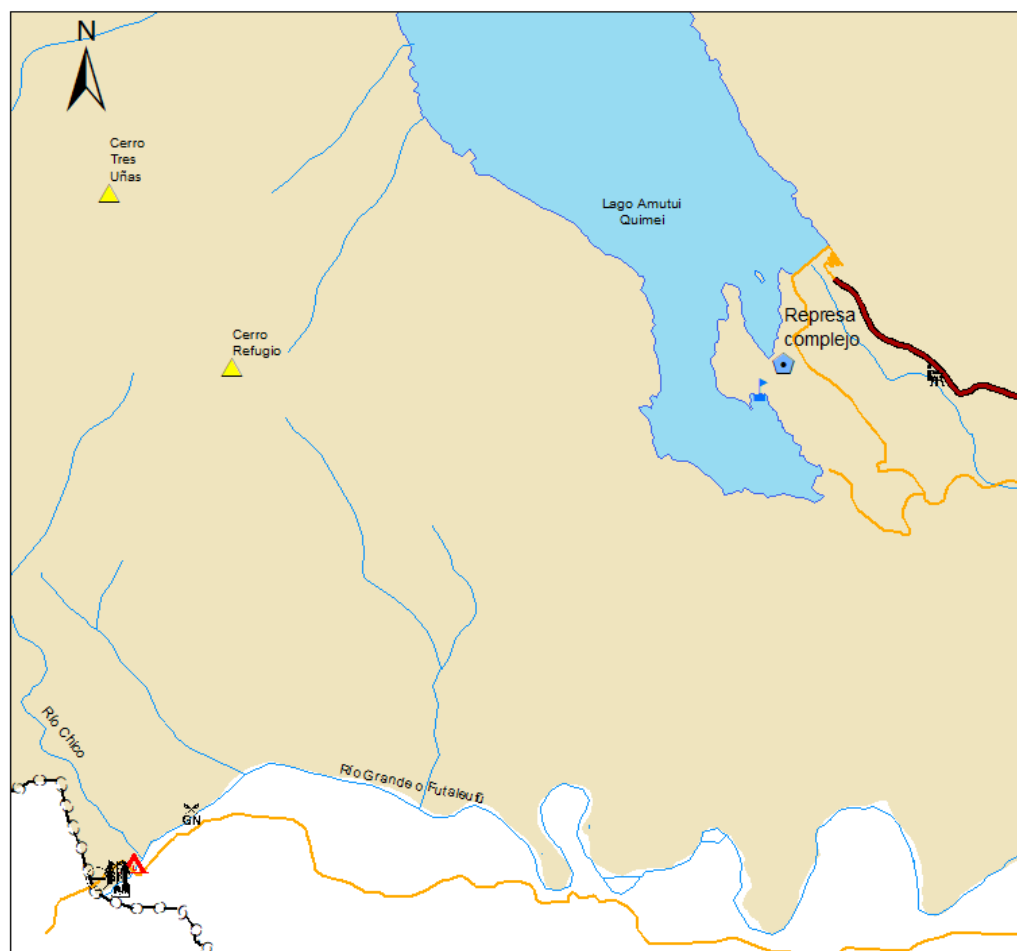 N
Cerro
Tres
Uñas
Lago Amutui
Quimei
Represa
complejo
Cerro
Refugio
Río Chico
Río Grande o Futaleufú
GN